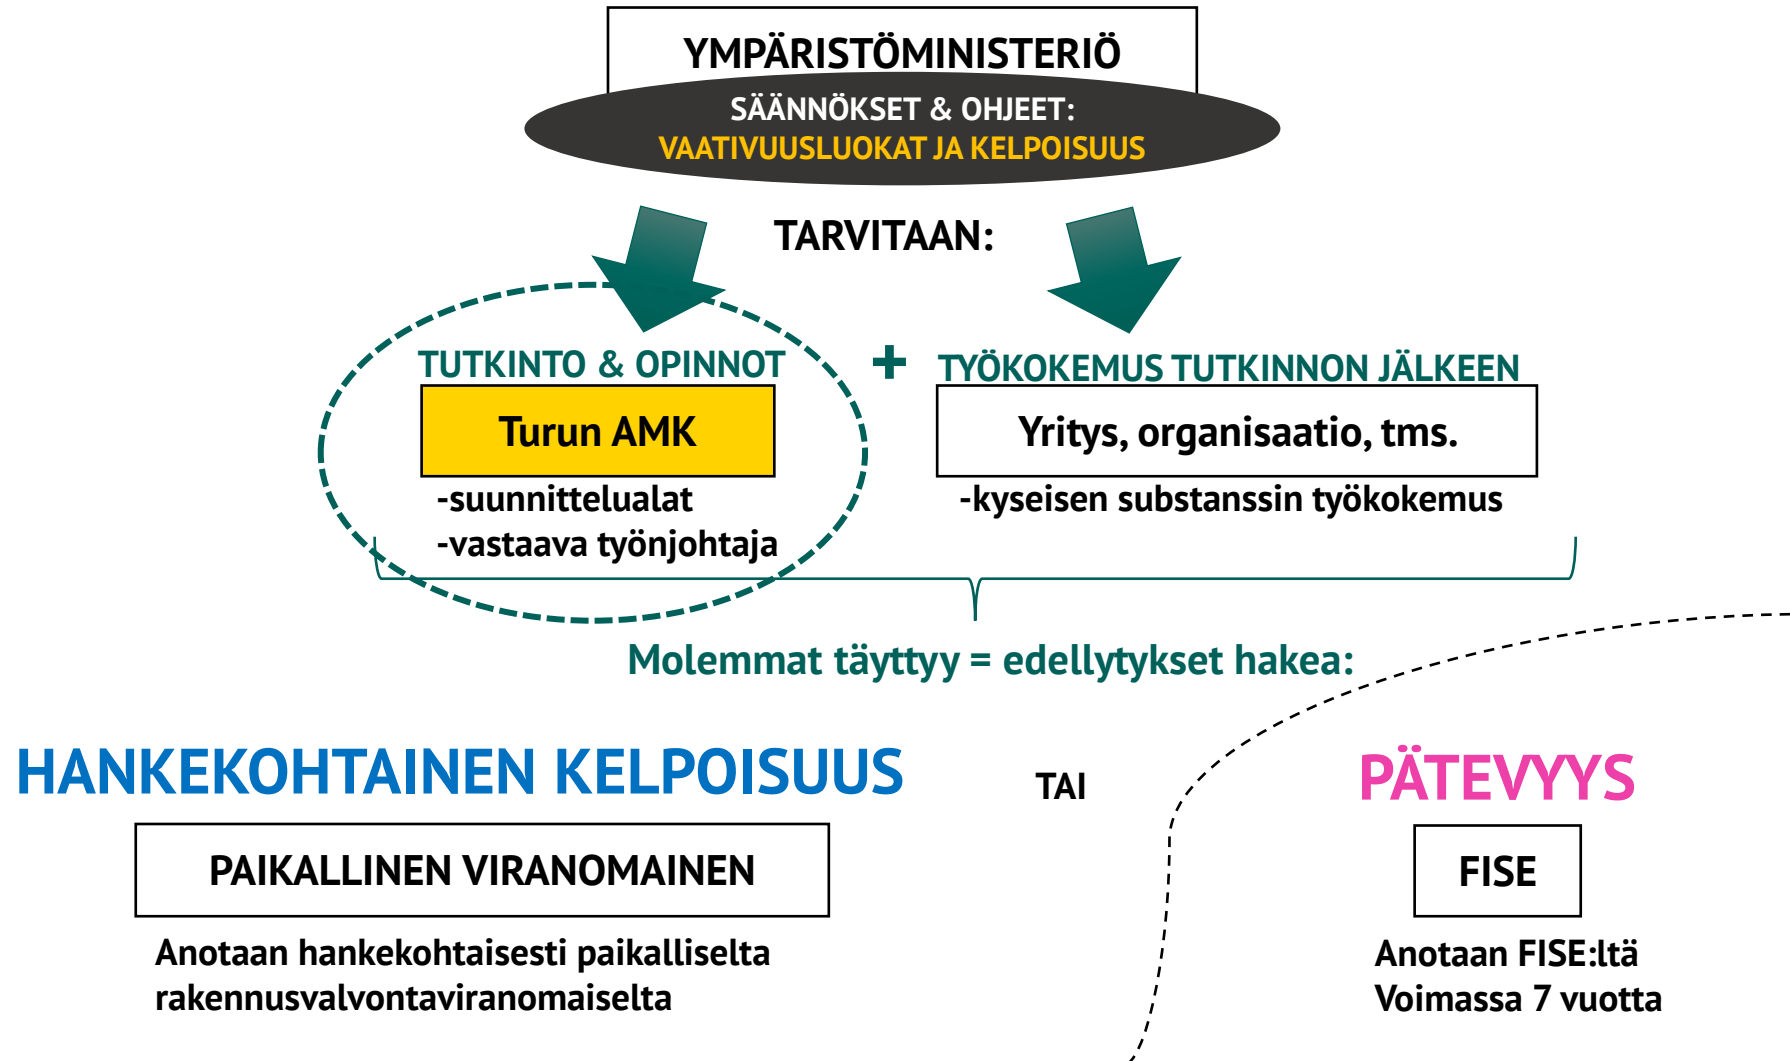 YMPÄRISTÖMINISTERIÖ
SÄÄNNÖKSET & OHJEET:
VAATIVUUSLUOKAT JA KELPOISUUS
TARVITAAN:
TUTKINTO & OPINNOT
+
TYÖKOKEMUS TUTKINNON JÄLKEEN
Turun AMK
Yritys, organisaatio, tms.
-suunnittelualat
-vastaava työnjohtaja
-kyseisen substanssin työkokemus
Molemmat täyttyy = edellytykset hakea:
HANKEKOHTAINEN KELPOISUUS
TAI
PÄTEVYYS
PAIKALLINEN VIRANOMAINEN
FISE
Anotaan hankekohtaisesti paikalliselta
rakennusvalvontaviranomaiselta
Anotaan FISE:ltä
Voimassa 7 vuotta